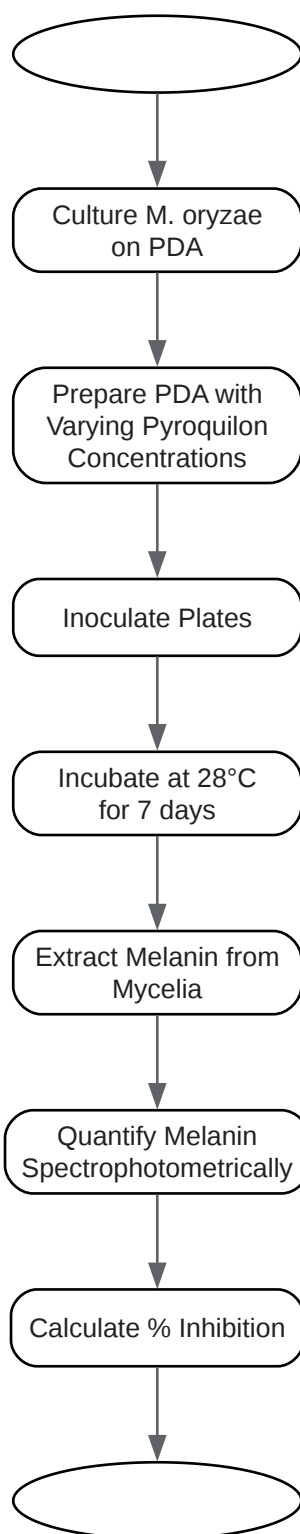 Culture M. oryzae
on PDA
Prepare PDA with
Varying Pyroquilon
Concentrations
Inoculate Plates
Incubate at 28°C
for 7 days
Extract Melanin from
Mycelia
Quantify Melanin
Spectrophotometrically
Calculate % Inhibition